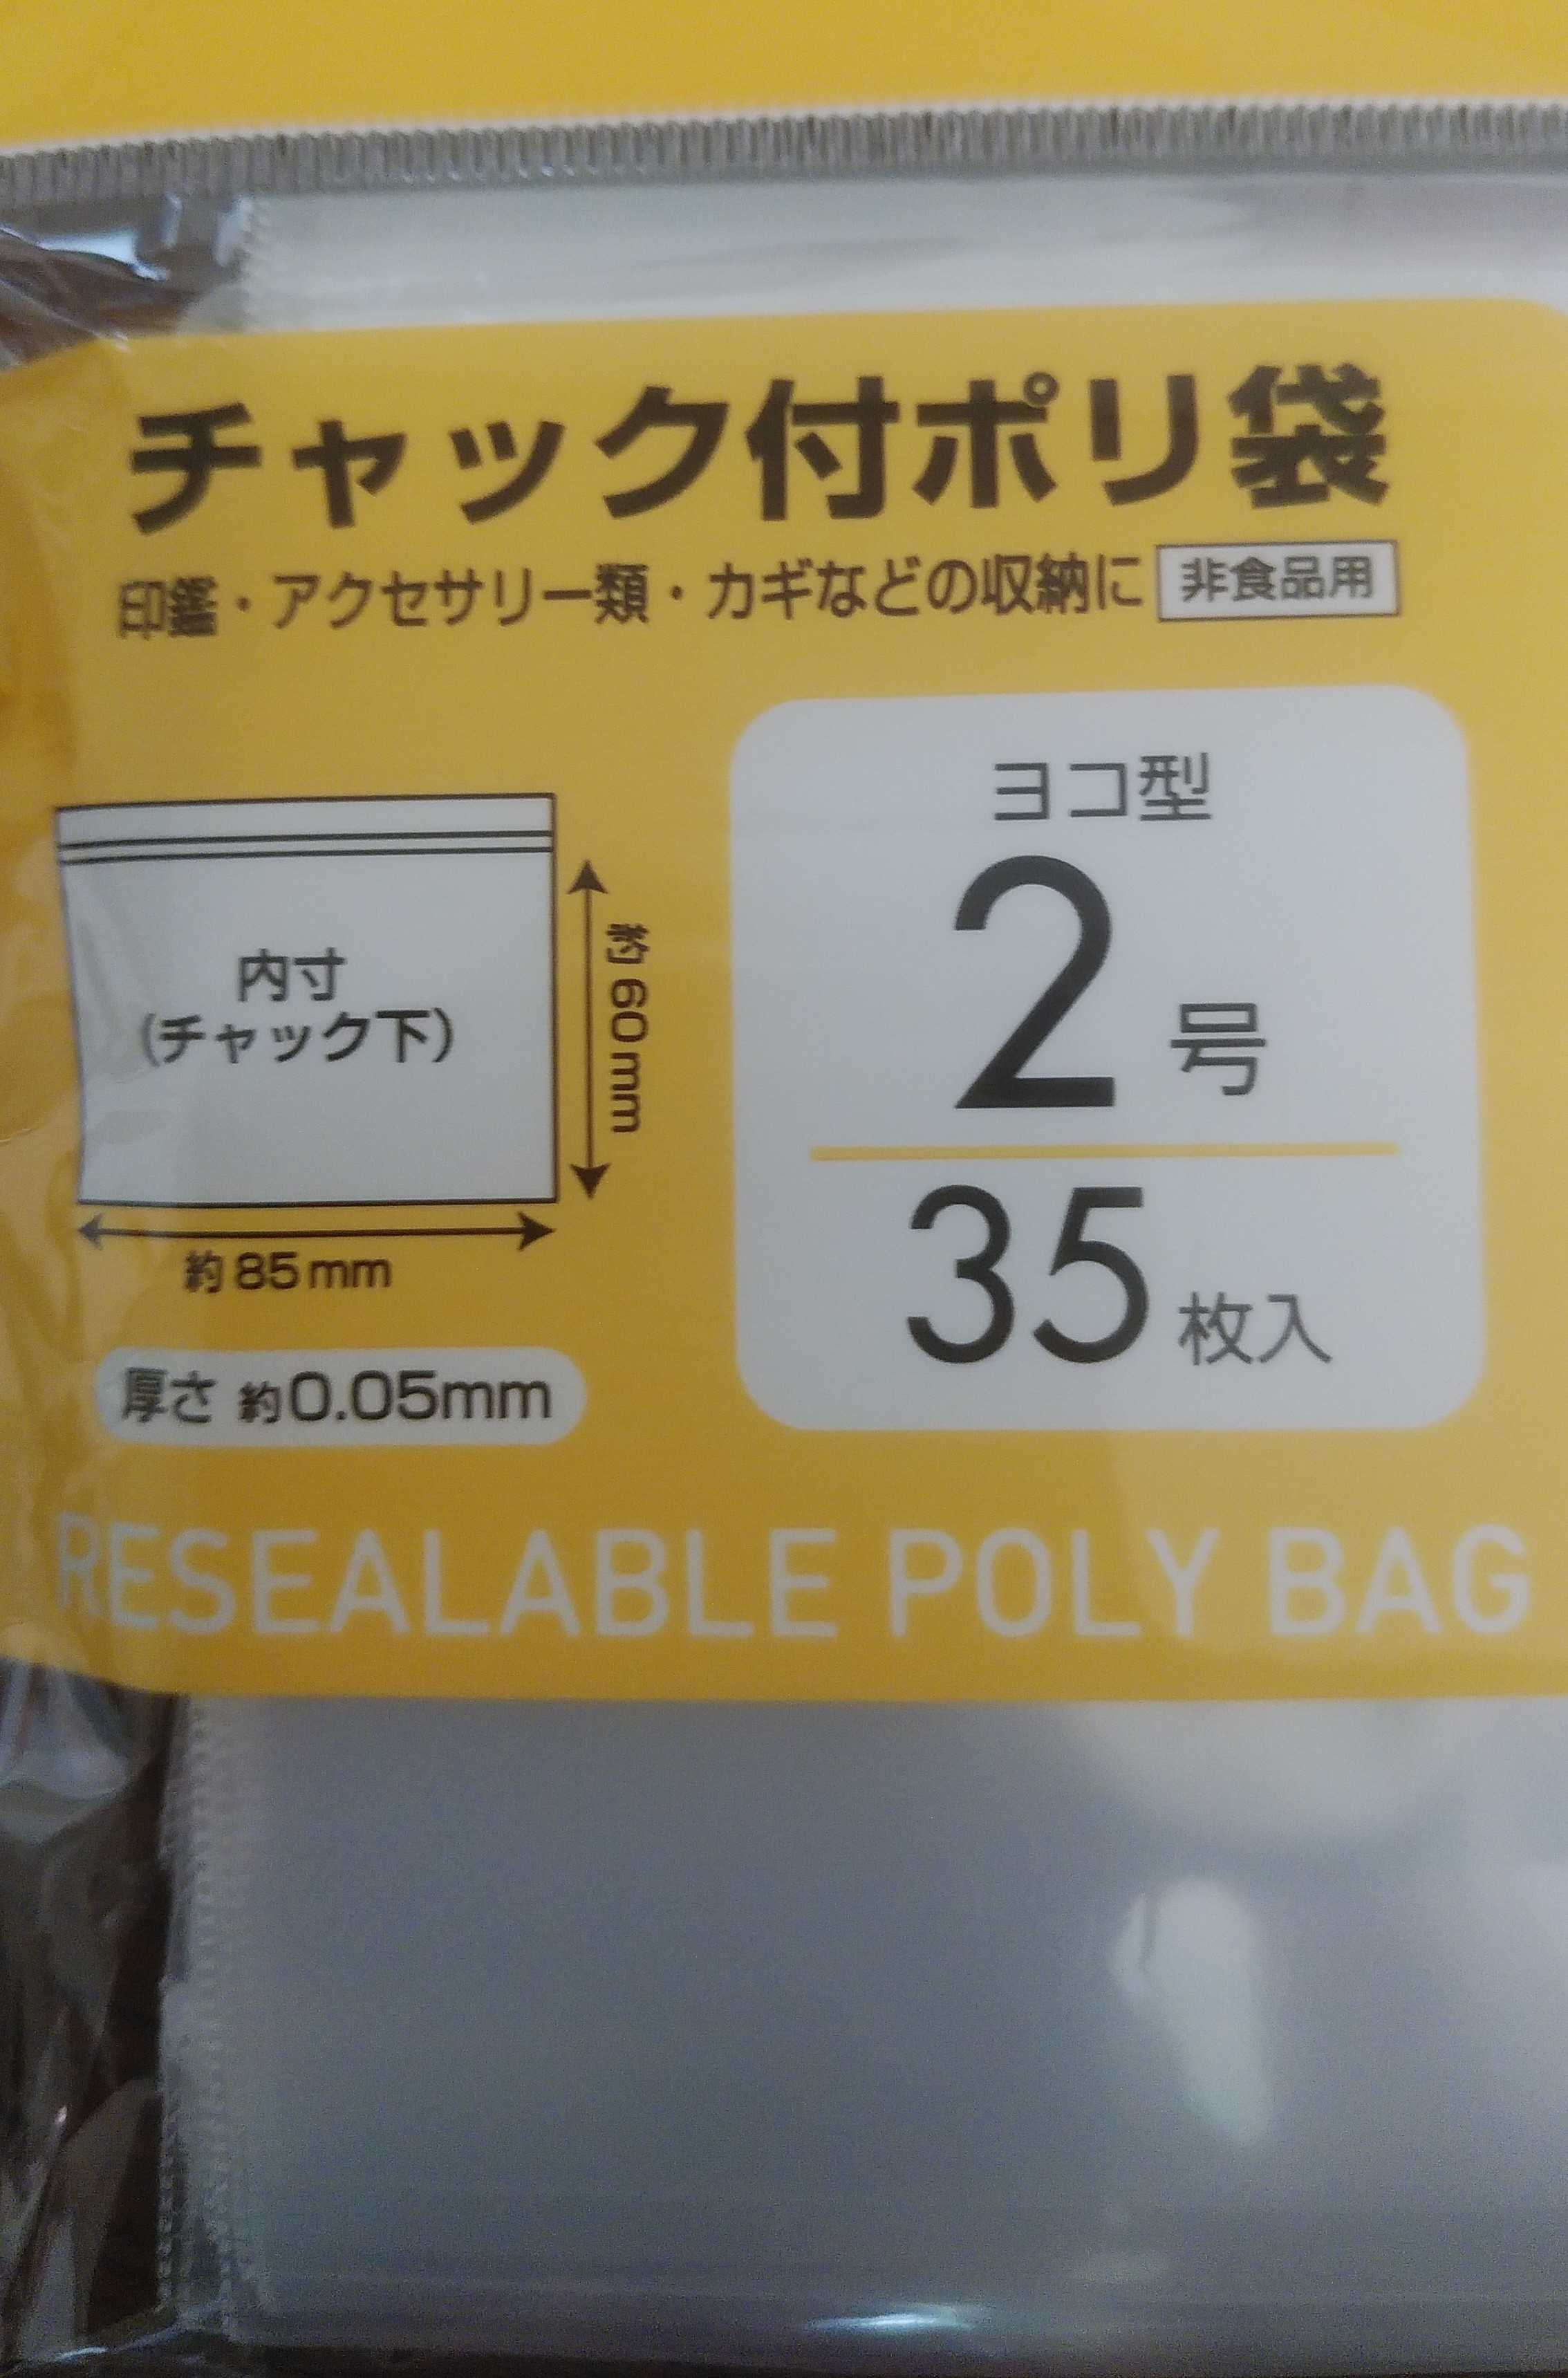 チャック付ポリ袋
印鑑・アクセサリー類・カギなどの収納に 非食品用
ヨコ型
2号
35枚入
内寸
(チャック下)
約60mm
約85mm
厚さ 約0.05mm
RESEALABLE POLY BAG